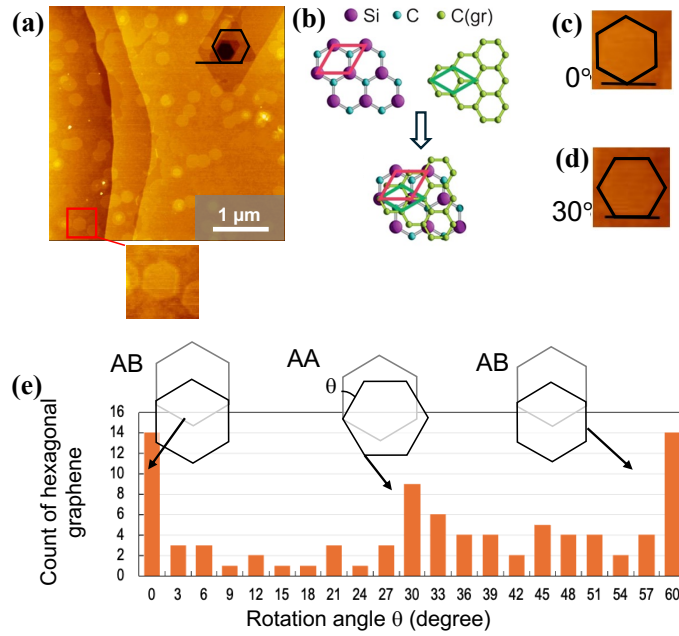 (a)
1 μm
(b)
Si C C(gr)
(c)
0°
(d)
30°
(e)
AB
AA
AB
θ
Count of hexagonal
graphene
16
14
12
10
8
6
4
2
0
0 3 6 9 12 15 18 21 24 27 30 33 36 39 42 45 48 51 54 57 60
Rotation angle θ (degree)